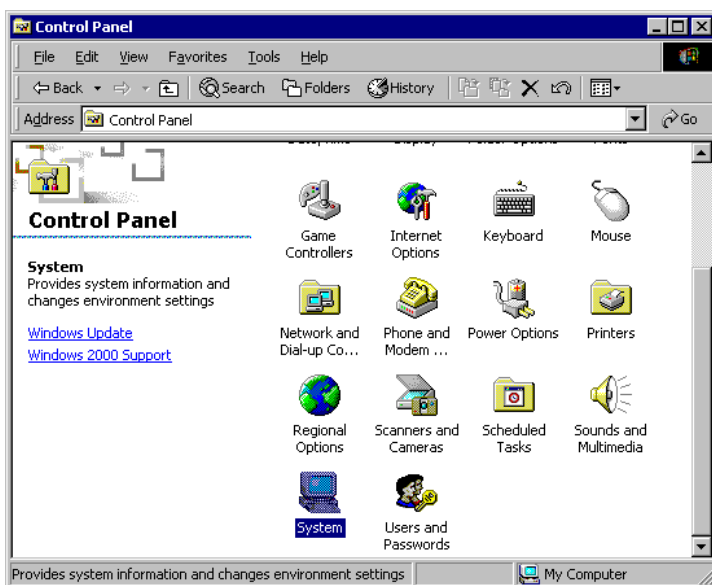 Control Panel
File Edit View Favorites Tools Help
Back Search Folders History
Address Control Panel Go
Control Panel
System
Provides system information and
changes environment settings
Windows Update
Windows 2000 Support
Game
Controllers
Internet
Options
Keyboard
Mouse
Network and
Dial-up Co...
Phone and
Modem ...
Power Options
Printers
Regional
Options
Scanners and
Cameras
Scheduled
Tasks
Sounds and
Multimedia
System
Users and
Passwords
Provides system information and changes environment settings
My Computer